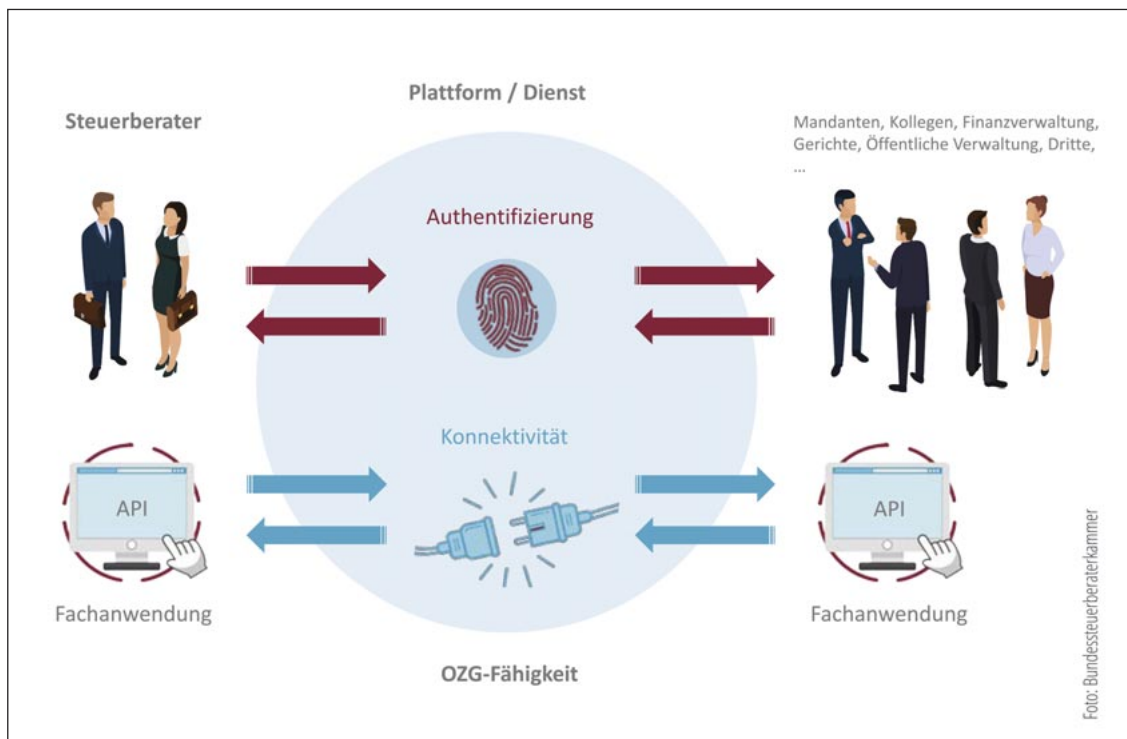 Plattform / Dienst
Steuerberater
Mandanten, Kollegen, Finanzverwaltung,
Gerichte, Öffentliche Verwaltung, Dritte,
...
Authentifizierung
Konnektivität
API
API
Fachanwendung
Fachanwendung
OZG-Fähigkeit
Foto: Bundessteuerberaterkammer